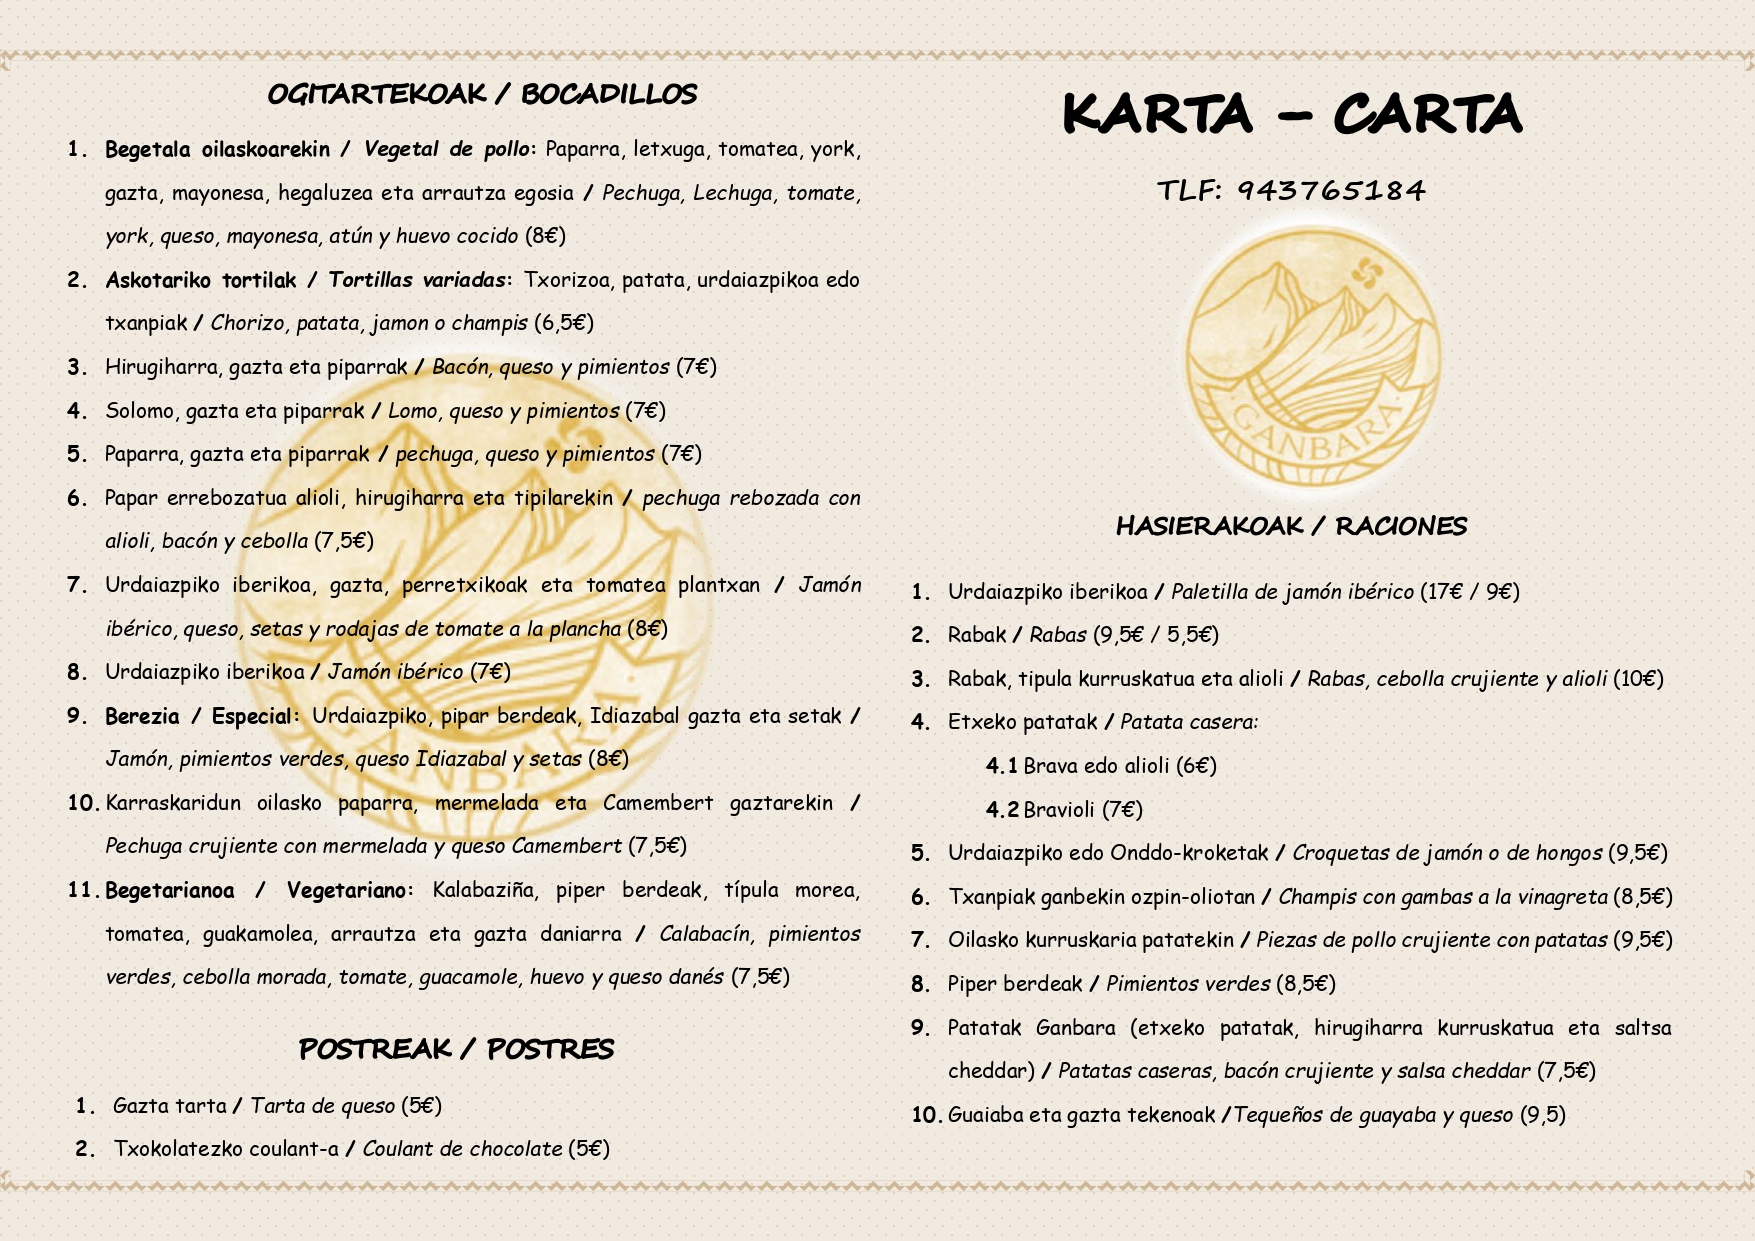 OGITARTEKOAK / BOCADILLOS
1. Begetala oilaskoarekin / Vegetal de pollo: Paparra, letxuga, tomatea, york,
gazta, mayonesa, hegaluzea eta arrautza egosia / Pechuga, Lechuga, tomate,
york, queso, mayonesa, atún y huevo cocido (8€)
2. Askotariko tortilak / Tortillas variadas: Txorizoa, patata, urdaiazpikoa edo
txanpiak / Chorizo, patata, jamon o champis (6,5€)
3. Hirugiharra, gazta eta piparrak / Bacón, queso y pimientos (7€)
4. Solomo, gazta eta piparrak / Lomo, queso y pimientos (7€)
5. Paparra, gazta eta piparrak / pechuga, queso y pimientos (7€)
6. Papar errebozatua alioli, hirugiharra eta tipilarekin / pechuga rebozada con
alioli, bacón y cebolla (7,5€)
7. Urdaiazpiko iberikoa, gazta, perretxikoak eta tomatea plantxan / Jamón
ibérico, queso, setas y rodajas de tomate a la plancha (8€)
8. Urdaiazpiko iberikoa / Jamón ibérico (7€)
9. Berezia / Especial: Urdaiazpiko, pipar berdeak, Idiazabal gazta eta setak /
Jamón, pimientos verdes, queso Idiazabal y setas (8€)
10. Karraskaridun oilasko paparra, mermelada eta Camembert gaztarekin /
Pechuga crujiente con mermelada y queso Camembert (7,5€)
11. Begetarianoa / Vegetariano: Kalabaziña, piper berdeak, típula morea,
tomatea, guakamolea, arrautza eta gazta daniarra / Calabacín, pimientos
verdes, cebolla morada, tomate, guacamole, huevo y queso danés (7,5€)
GANBARA
POSTREAK / POSTRES
1. Gazta tarta / Tarta de queso (5€)
2. Txokolatezko coulant-a / Coulant de chocolate (5€)
KARTA – CARTA
TLF: 943765184
GANBARA
HASIERAKOAK / RACIONES
1. Urdaiazpiko iberikoa / Paletilla de jamón ibérico (17€ / 9€)
2. Rabak / Rabas (9,5€ / 5,5€)
3. Rabak, tipula kurruskatua eta alioli / Rabas, cebolla crujiente y alioli (10€)
4. Etxeko patatak / Patata casera:
4.1 Brava edo alioli (6€)
4.2 Bravioli (7€)
5. Urdaiazpiko edo Onddo-kroketak / Croquetas de jamón o de hongos (9,5€)
6. Txanpiak ganbekin ozpin-oliotan / Champis con gambas a la vinagreta (8,5€)
7. Oilasko kurruskaria patatekin / Piezas de pollo crujiente con patatas (9,5€)
8. Piper berdeak / Pimientos verdes (8,5€)
9. Patatak Ganbara (etxeko patatak, hirugiharra kurruskatua eta saltsa
cheddar) / Patatas caseras, bacón crujiente y salsa cheddar (7,5€)
10. Guaiaba eta gazta tekenoak /Tequeños de guayaba y queso (9,5)